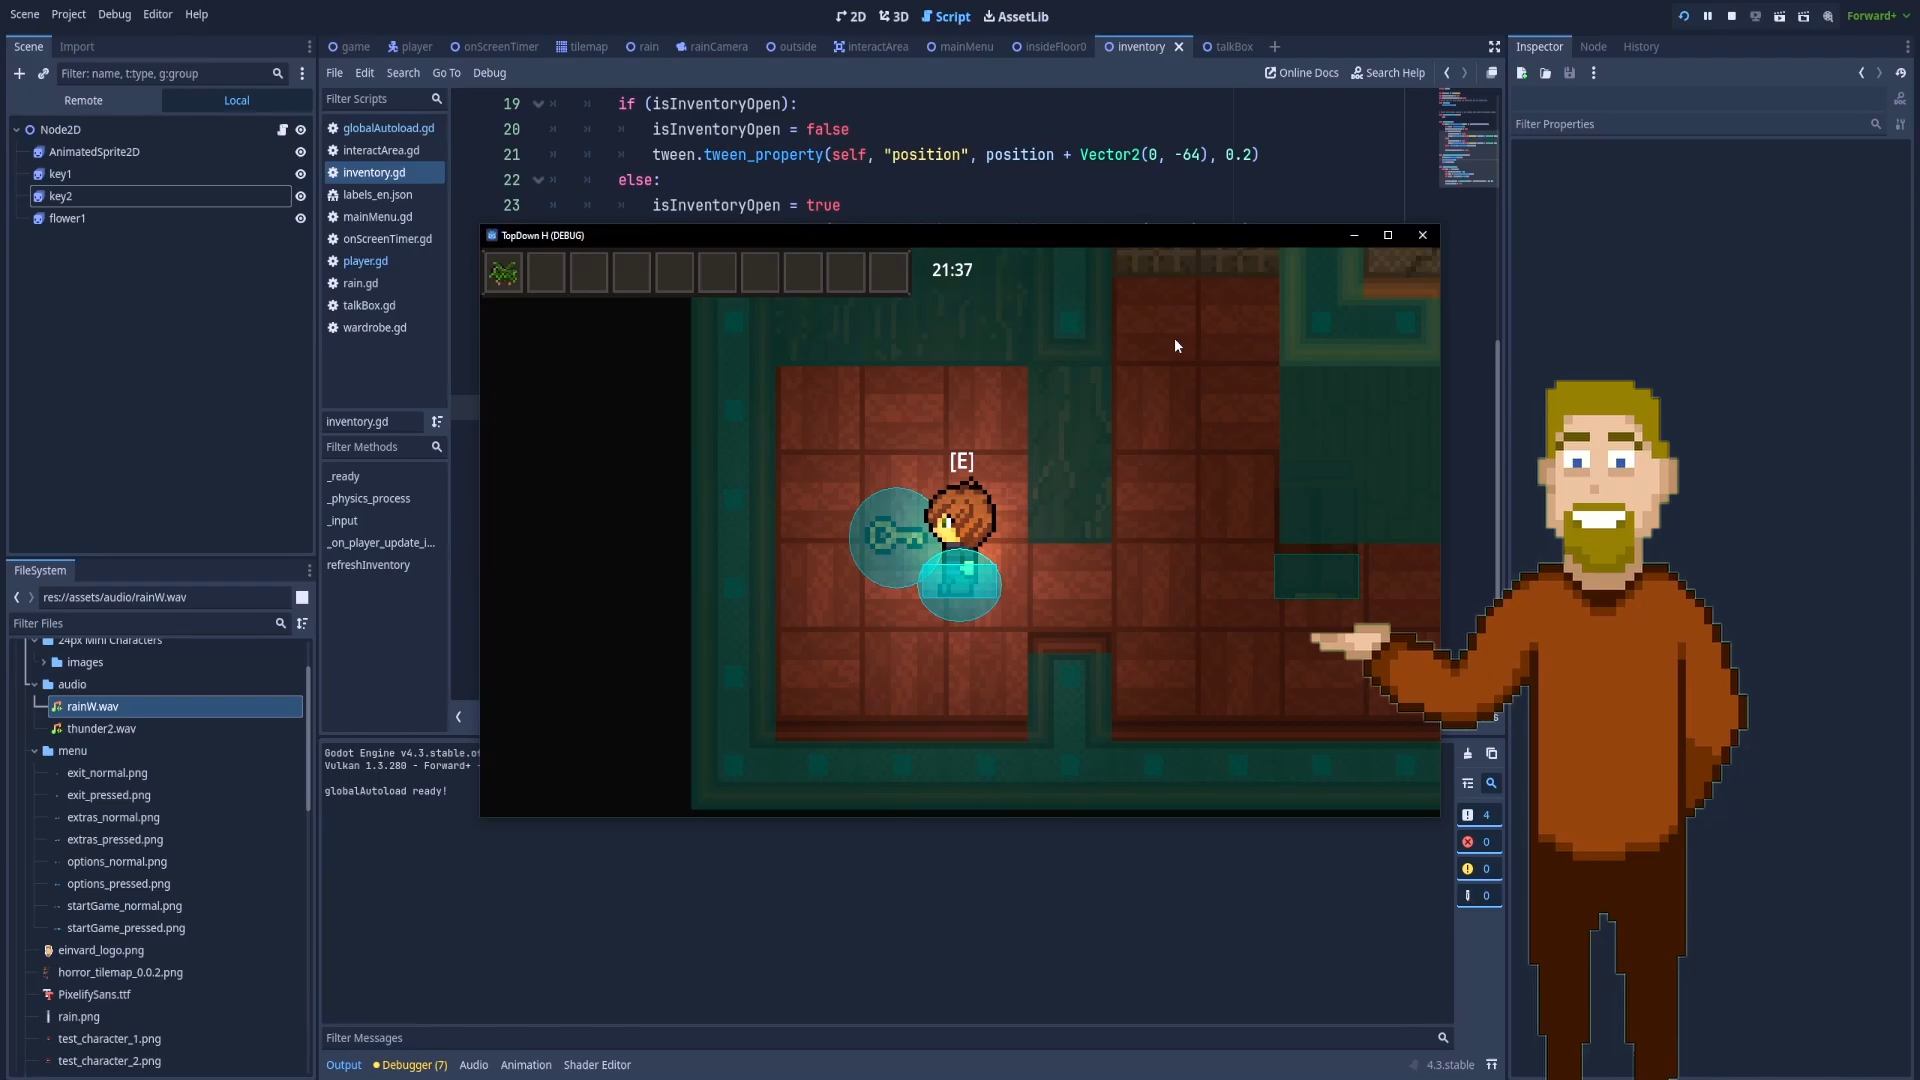 Scene Project Debug Editor Help
2D 3D Script AssetLib
Forward+
Scene Import
Filter: name, t:type, g:group
Remote Local
Node2D
AnimatedSprite2D
key1
key2
flower1
FileSystem
res://assets/audio/rainW.wav
Filter Files
24px Mini Characters
images
audio
rainW.wav
thunder2.wav
menu
exit_normal.png
exit_pressed.png
extras_normal.png
extras_pressed.png
options_normal.png
options_pressed.png
startGame_normal.png
startGame_pressed.png
einvard_logo.png
horror_tilemap_0.0.2.png
PixelifySans.ttf
rain.png
test_character_1.png
test_character_2.png
game player onScreenTimer tilemap rain rainCamera outside interactArea mainMenu insideFloor0 inventory talkBox
File Edit Search Go To Debug
Online Docs Search Help
Filter Scripts
globalAutoload.gd
interactArea.gd
inventory.gd
labels_en.json
mainMenu.gd
onScreenTimer.gd
player.gd
rain.gd
talkBox.gd
wardrobe.gd
inventory.gd
Filter Methods
_ready
_physics_process
_input
_on_player_update_i...
refreshInventory
19 if (isInventoryOpen):
20 isInventoryOpen = false
21 tween.tween_property(self, "position", position + Vector2(0, -64), 0.2)
22 else:
23 isInventoryOpen = true
TopDown H (DEBUG)
21:37
[E]
Godot Engine v4.3.stable.of
Vulkan 1.3.280 - Forward+ -
globalAutoload ready!
4
0
0
0
Filter Messages
Output Debugger (7) Audio Animation Shader Editor
4.3.stable
Inspector Node History
Filter Properties